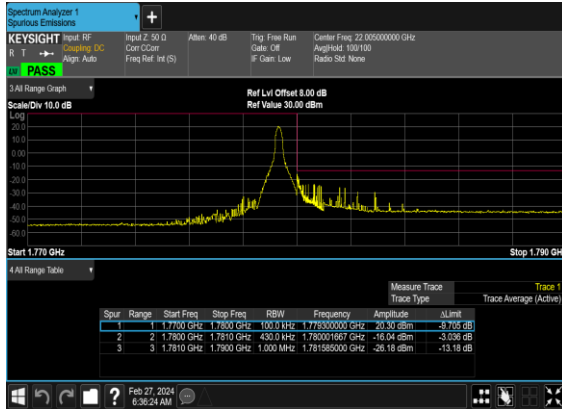 Spectrum Analyzer 1
Spurious Emissions
+
KEYSIGHT Input: RF Input Z: 50 Ω Atten: 40 dB Trig: Free Run Center Freq: 22.005000000 GHz
R T Coupling: DC Corr CCorr Gate: Off Avg|Hold: 100/100
Align: Auto Freq Ref: Int (S) IF Gain: Low Radio Std: None
PASS
3 All Range Graph
Ref Lvl Offset 8.00 dB
Scale/Div 10.0 dB Ref Value 30.00 dBm
Log
20.0
10.0
0.00
-10.0
-20.0
-30.0
-40.0
-50.0
-60.0
Start 1.770 GHz Stop 1.790 GH
4 All Range Table
Measure Trace Trace 1
Trace Type Trace Average (Active)
Spur Range Start Freq Stop Freq RBW Frequency Amplitude ΔLimit
1 1 1.7700 GHz 1.7800 GHz 100.0 kHz 1.779300000 GHz 20.30 dBm -9.705 dB
2 2 1.7800 GHz 1.7810 GHz 430.0 kHz 1.780001667 GHz -16.04 dBm -3.036 dB
3 3 1.7810 GHz 1.7900 GHz 1.000 MHz 1.781585000 GHz -26.18 dBm -13.18 dB
? Feb 27, 2024
6:36:24 AM